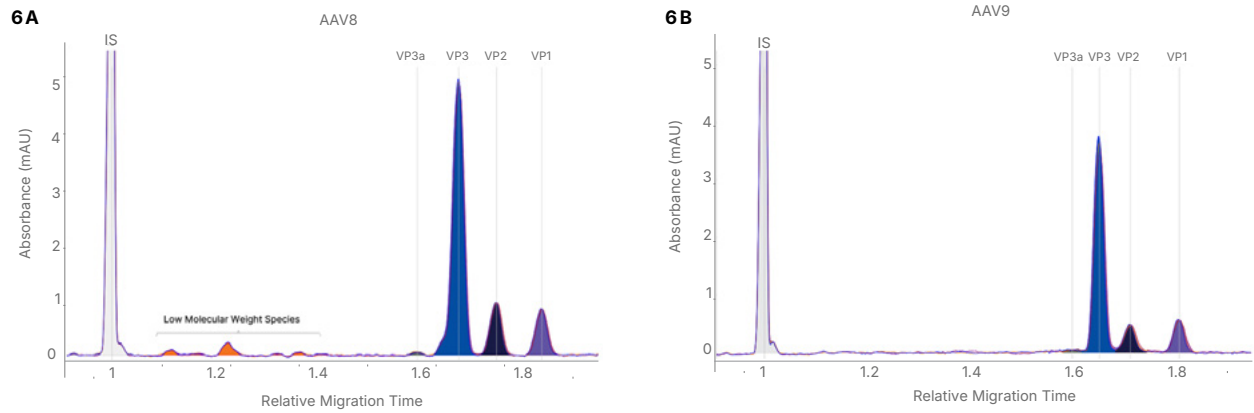 6A
AAV8
IS
VP3a VP3 VP2 VP1
5
4
3
2
1
0
Low Molecular Weight Species
1 1.2 1.4 1.6 1.8
Absorbance (mAU)
Relative Migration Time
6B
AAV9
IS
VP3a VP3 VP2 VP1
5
4
3
2
1
0
1 1.2 1.4 1.6 1.8
Absorbance (mAU)
Relative Migration Time